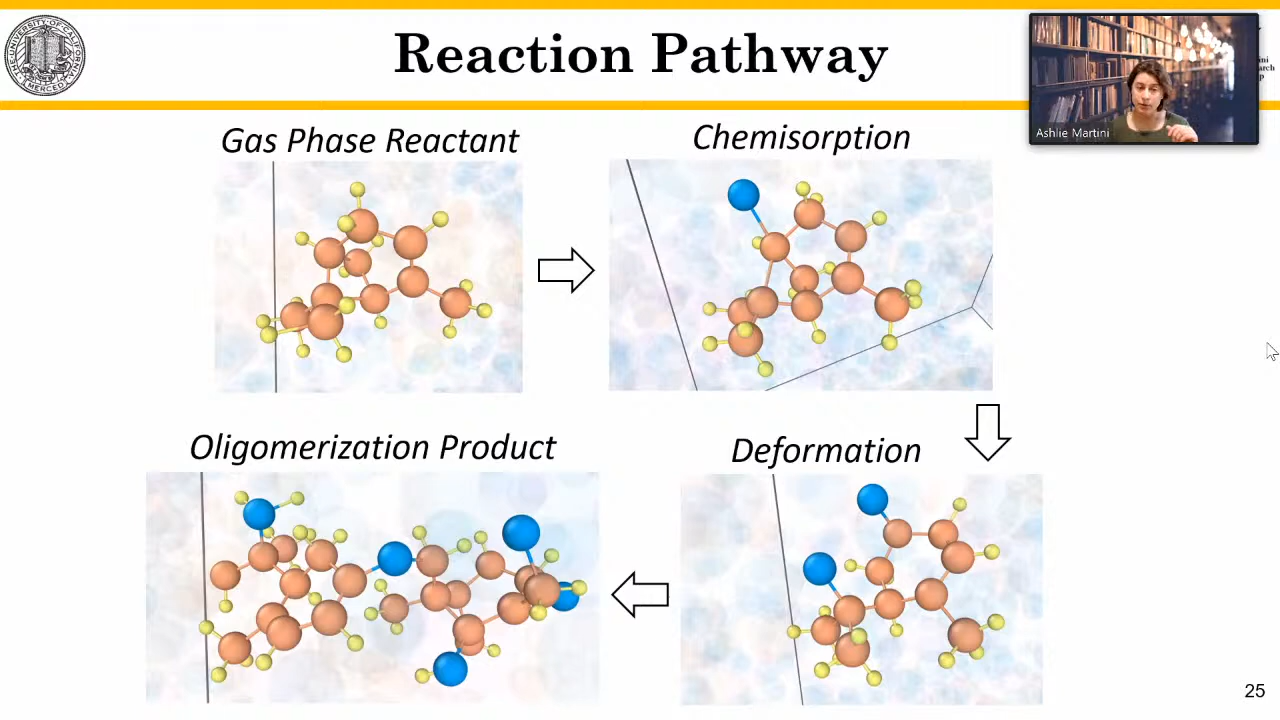 Reaction Pathway
Ashlie Martini
Gas Phase Reactant
Chemisorption
Oligomerization Product
Deformation
25